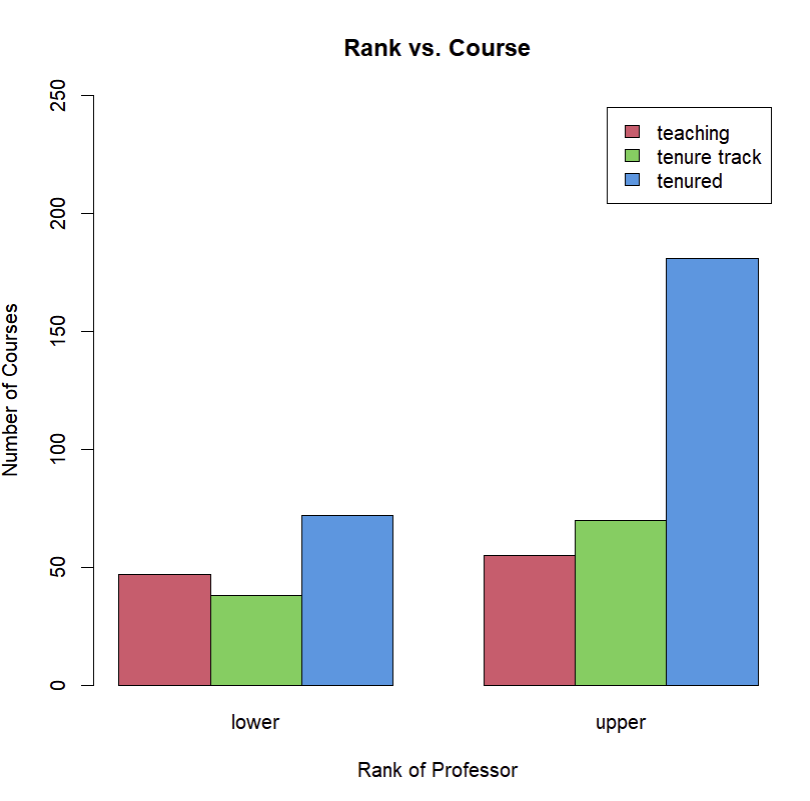 Rank vs. Course
250
200
150
100
50
0
Number of Courses
teaching
tenure track
tenured
lower
upper
Rank of Professor